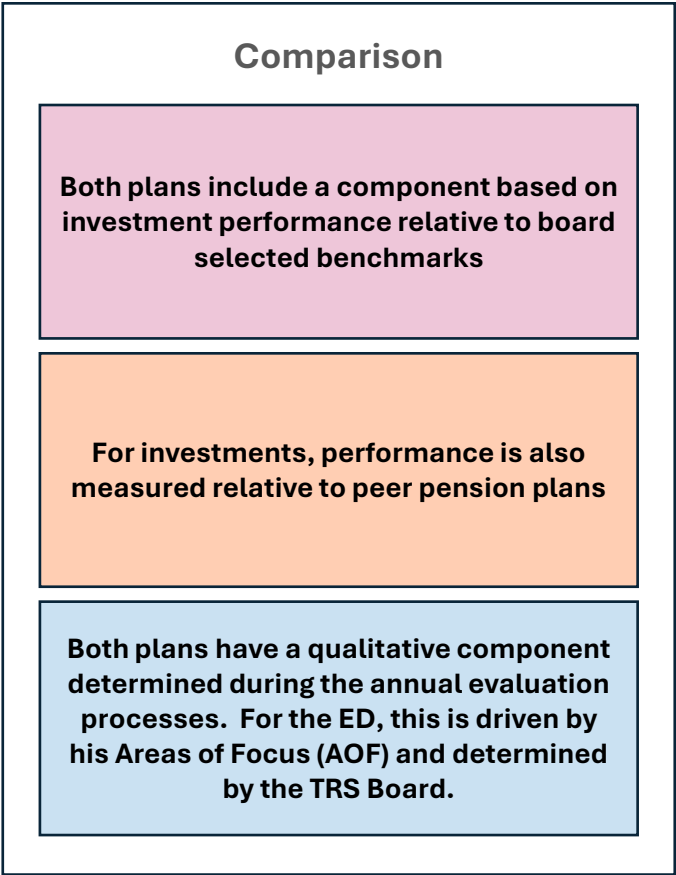 Comparison
Both plans include a component based on
investment performance relative to board
selected benchmarks
For investments, performance is also
measured relative to peer pension plans
Both plans have a qualitative component
determined during the annual evaluation
processes.  For the ED, this is driven by
his Areas of Focus (AOF) and determined
by the TRS Board.